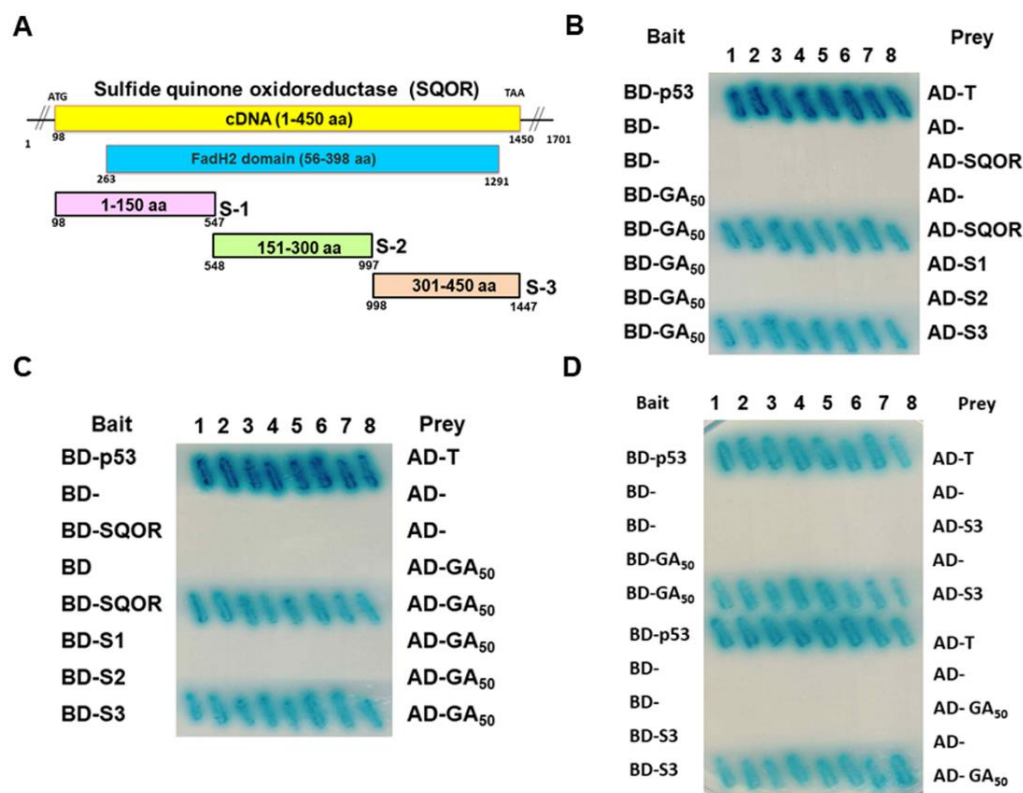 A
Sulfide quinone oxidoreductase (SQOR)
ATG
TAA
cDNA (1-450 aa)
1
98
1450
1701
FadH2 domain (56-398 aa)
263
1291
1-150 aa
S-1
98
547
151-300 aa
S-2
548
997
301-450 aa
S-3
998
1447
B
Bait
1 2 3 4 5 6 7 8
Prey
BD-p53 AD-T
BD- AD-
BD- AD-SQOR
BD-GA50 AD-
BD-GA50 AD-SQOR
BD-GA50 AD-S1
BD-GA50 AD-S2
BD-GA50 AD-S3
C
Bait 1 2 3 4 5 6 7 8 Prey
BD-p53 AD-T
BD- AD-
BD-SQOR AD-
BD AD-GA50
BD-SQOR AD-GA50
BD-S1 AD-GA50
BD-S2 AD-GA50
BD-S3 AD-GA50
D
Bait 1 2 3 4 5 6 7 8 Prey
BD-p53 AD-T
BD- AD-
BD- AD-S3
BD-GA50 AD-
BD-GA50 AD-S3
BD-p53 AD-T
BD- AD-
BD- AD- GA50
BD-S3 AD-
BD-S3 AD- GA50